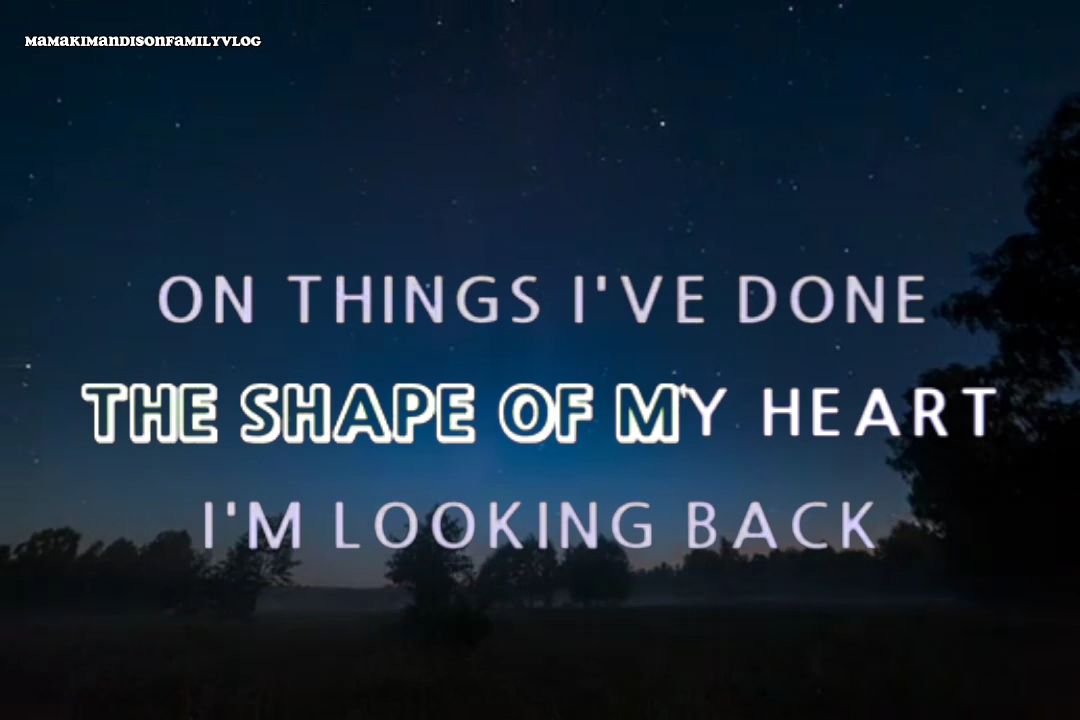 MAMAKIMANDISONFAMILYVLOG
ON THINGS I'VE DONE
THE SHAPE OF MY HEART
I'M LOOKING BACK